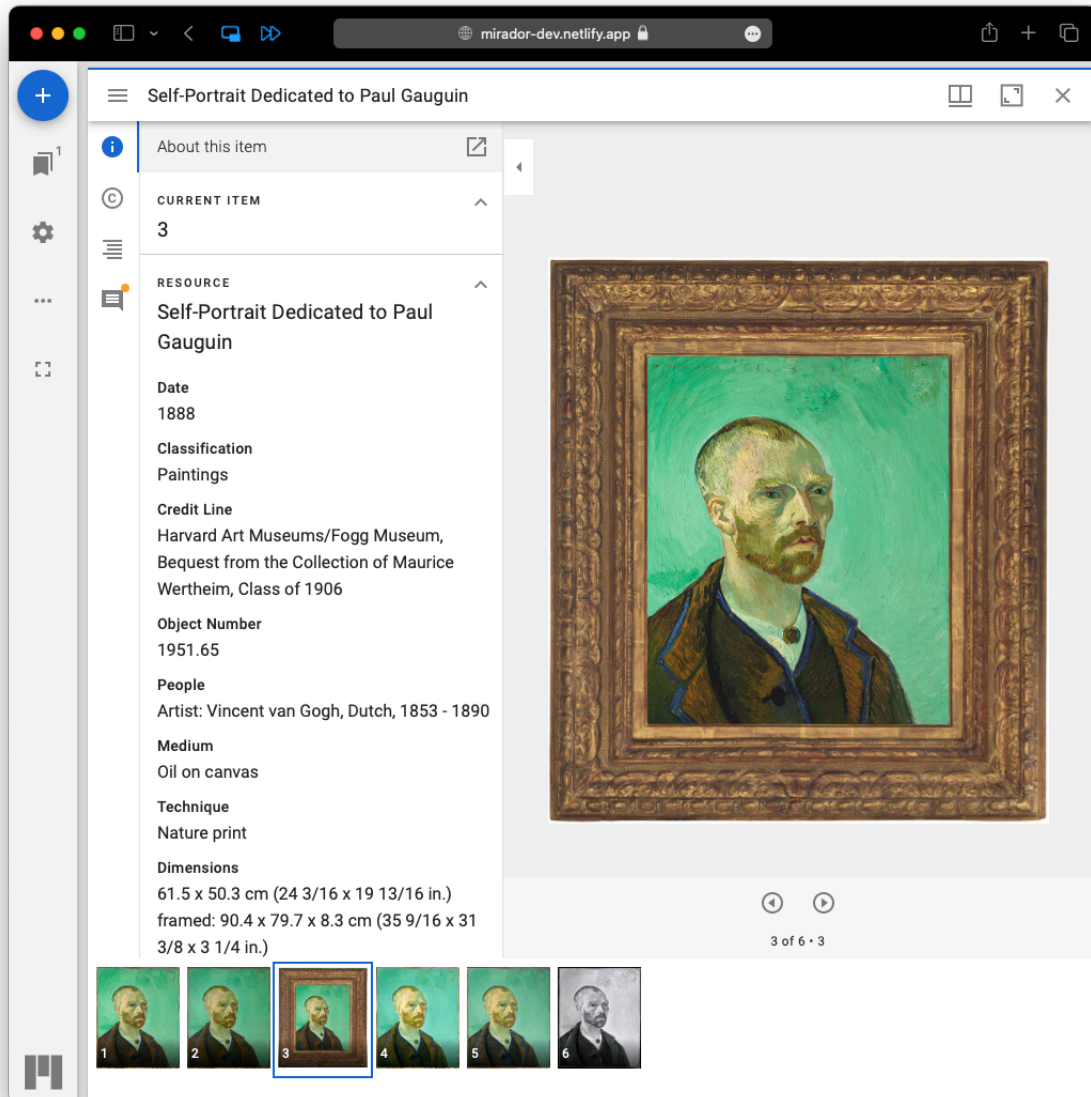 mirador-dev.netlify.app
Self-Portrait Dedicated to Paul Gauguin
1
About this item
CURRENT ITEM
3
RESOURCE
Self-Portrait Dedicated to Paul
Gauguin
Date
1888
Classification
Paintings
Credit Line
Harvard Art Museums/Fogg Museum,
Bequest from the Collection of Maurice
Wertheim, Class of 1906
Object Number
1951.65
People
Artist: Vincent van Gogh, Dutch, 1853 - 1890
Medium
Oil on canvas
Technique
Nature print
Dimensions
61.5 x 50.3 cm (24 3/16 x 19 13/16 in.)
framed: 90.4 x 79.7 x 8.3 cm (35 9/16 x 31
3/8 x 3 1/4 in.)
3 of 6 • 3
1 2 3 4 5 6